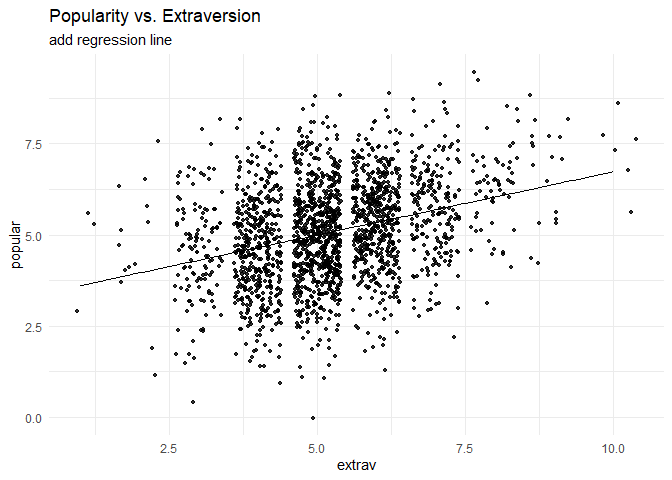 Popularity vs. Extraversion
add regression line
popular
7.5
5.0
2.5
0.0
2.5 5.0 7.5 10.0
extrav